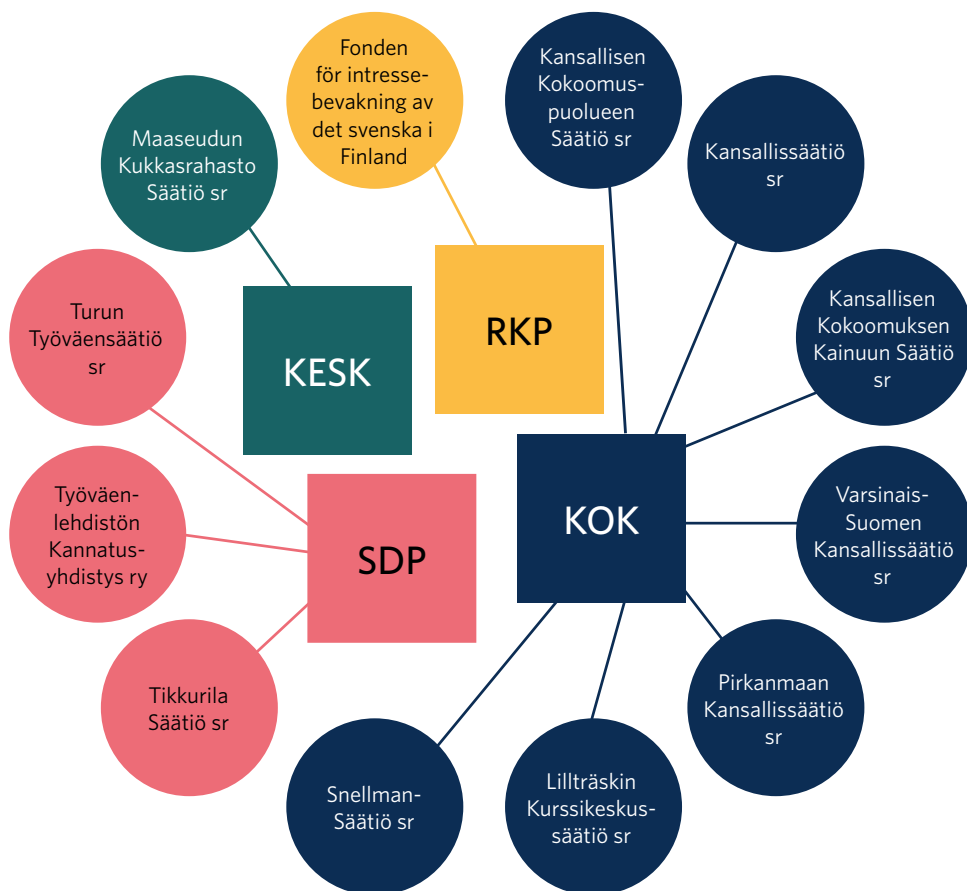 Fonden
för intresse-
bevakning av
det svenska i
Finland
Kansallisen
Kokoomus-
puolueen
Säätiö sr
Maaseudun
Kukkasrahasto
Säätiö sr
Kansallissäätiö
sr
Turun
Työväensäätiö
sr
KESK
RKP
Kansallisen
Kokoomuksen
Kainuun Säätiö
sr
Työväen-
lehdistön
Kannatus-
yhdistys ry
SDP
KOK
Varsinais-
Suomen
Kansallissäätiö
sr
Tikkurila
Säätiö sr
Pirkanmaan
Kansallissäätiö
sr
Snellman-
Säätiö sr
Lillträskin
Kurssikeskus-
säätiö sr